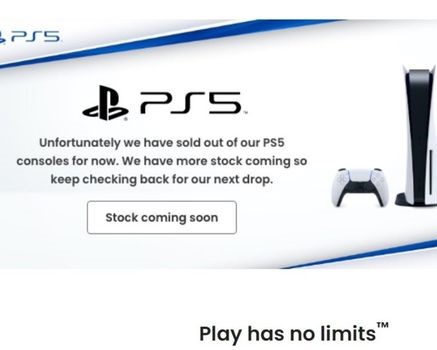 PS5
PS5™
Unfortunately we have sold out of our PS5
consoles for now. We have more stock coming so
keep checking back for our next drop.
Stock coming soon
Play has no limits™